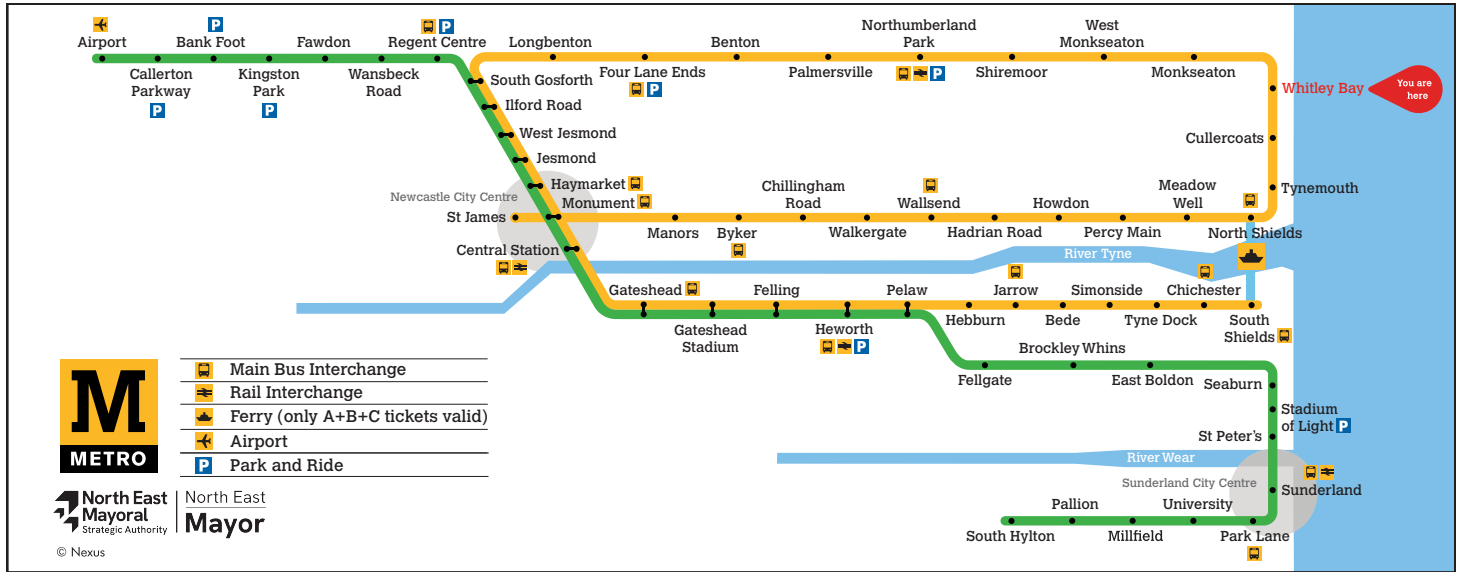 Airport
Callerton
Parkway
P
P
Bank Foot
Kingston
Park
P
Fawdon
Wansbeck
Road
P
Regent Centre
South Gosforth
Ilford Road
West Jesmond
Jesmond
Haymarket
Newcastle City Centre
Monument
St James
Central Station
Longbenton
Four Lane Ends
P
Benton
Palmersville
Northumberland
Park
P
Shiremoor
West
Monkseaton
Monkseaton
Whitley Bay
You are
here
Cullercoats
Tynemouth
Manors
Byker
Chillingham
Road
Walkergate
Wallsend
Hadrian Road
Howdon
Percy Main
Meadow
Well
North Shields
River Tyne
Gateshead
Gateshead
Stadium
Felling
Heworth
P
Pelaw
Hebburn
Jarrow
Bede
Simonside
Tyne Dock
Chichester
South
Shields
Fellgate
Brockley Whins
East Boldon
Seaburn
Stadium
of Light P
St Peter's
River Wear
Sunderland City Centre
Sunderland
Park Lane
University
Millfield
Pallion
South Hylton
M
METRO
Main Bus Interchange
Rail Interchange
Ferry (only A+B+C tickets valid)
Airport
P Park and Ride
North East
Mayoral
Strategic Authority
North East
Mayor
© Nexus